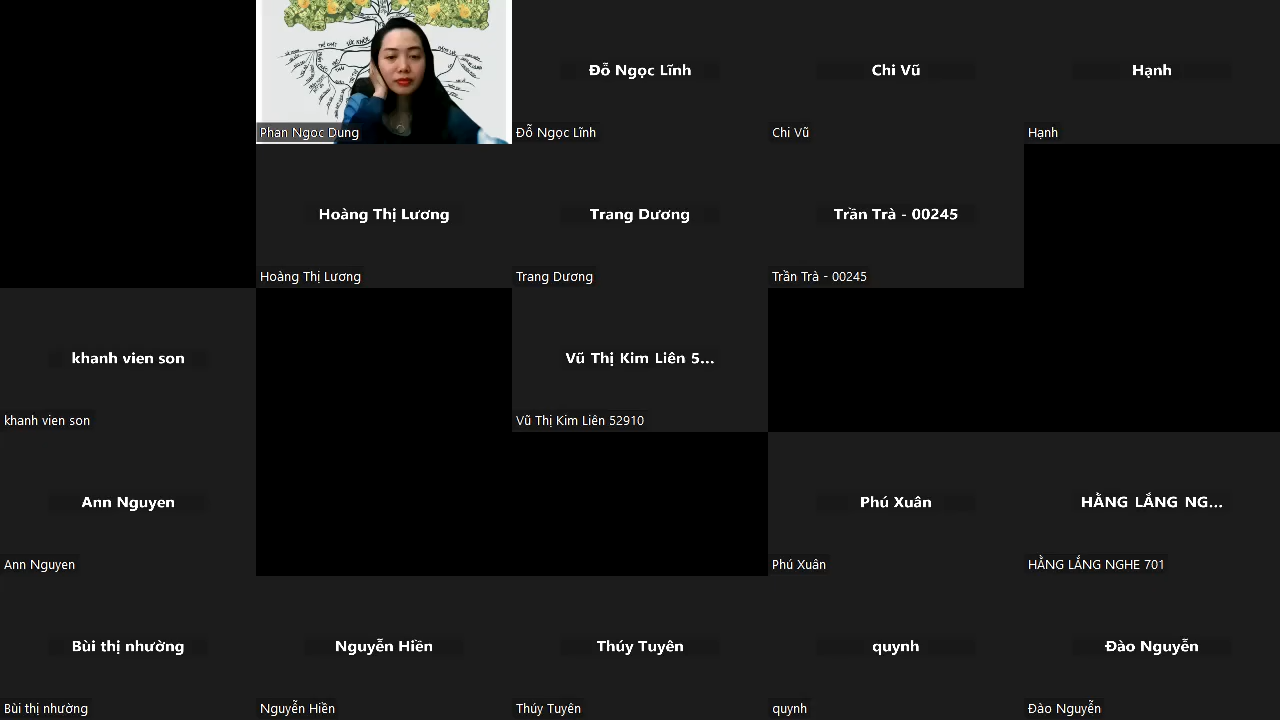 Phan Ngoc Dung
Đỗ Ngọc Lĩnh
Đỗ Ngọc Lĩnh
Chi Vũ
Chi Vũ
Hạnh
Hạnh
Hoàng Thị Lương
Hoàng Thị Lương
Trang Dương
Trang Dương
Trần Trà - 00245
Trần Trà - 00245
khanh vien son
khanh vien son
Vũ Thị Kim Liên 5...
Vũ Thị Kim Liên 52910
Ann Nguyen
Ann Nguyen
Phú Xuân
Phú Xuân
HẰNG LẮNG NG...
HẰNG LẮNG NGHE 701
Bùi thị nhường
Bùi thị nhường
Nguyễn Hiền
Nguyễn Hiền
Thúy Tuyên
Thúy Tuyên
quynh
quynh
Đào Nguyễn
Đào Nguyễn